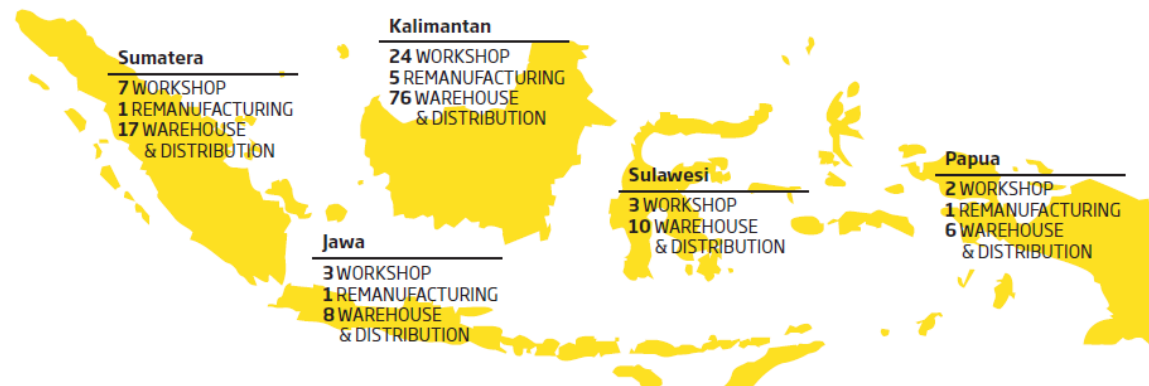 Kalimantan
24 WORKSHOP
5 REMANUFACTURING
76 WAREHOUSE
& DISTRIBUTION
Sumatera
7 WORKSHOP
1 REMANUFACTURING
17 WAREHOUSE
& DISTRIBUTION
Papua
2 WORKSHOP
1 REMANUFACTURING
6 WAREHOUSE
& DISTRIBUTION
Sulawesi
3 WORKSHOP
10 WAREHOUSE
& DISTRIBUTION
Jawa
3 WORKSHOP
1 REMANUFACTURING
8 WAREHOUSE
& DISTRIBUTION